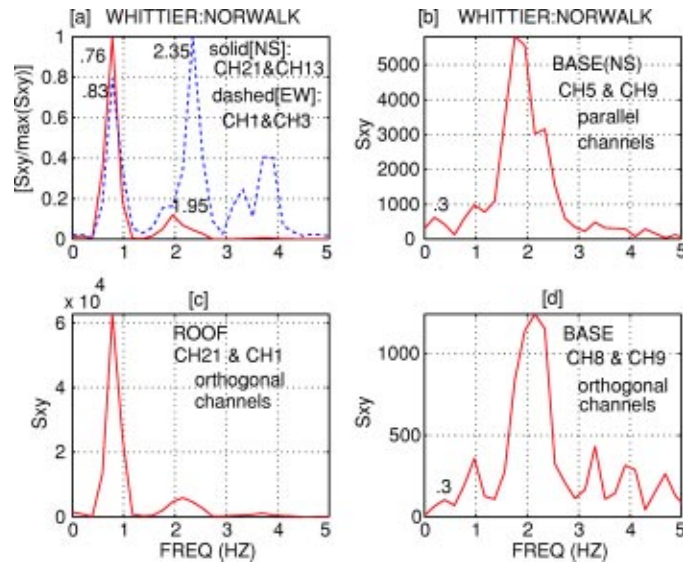 [a] WHITTIER:NORWALK
[Sxy/max(Sxy)]
1
0.8
0.6
0.4
0.2
0
.76
.83
2.35
solid[NS]:
CH21&CH13
dashed[EW]:
CH1&CH3
1.95
0 1 2 3 4 5
[b] WHITTIER:NORWALK
Sxy
5000
4000
3000
2000
1000
0
BASE(NS)
CH5 & CH9
parallel
channels
.3
0 1 2 3 4 5
[c]
x 10 4
Sxy
6
4
2
0
ROOF
CH21 & CH1
orthogonal
channels
0 1 2 3 4 5
FREQ (HZ)
[d]
Sxy
1000
500
0
BASE
CH8 & CH9
orthogonal
channels
.3
0 1 2 3 4 5
FREQ (HZ)